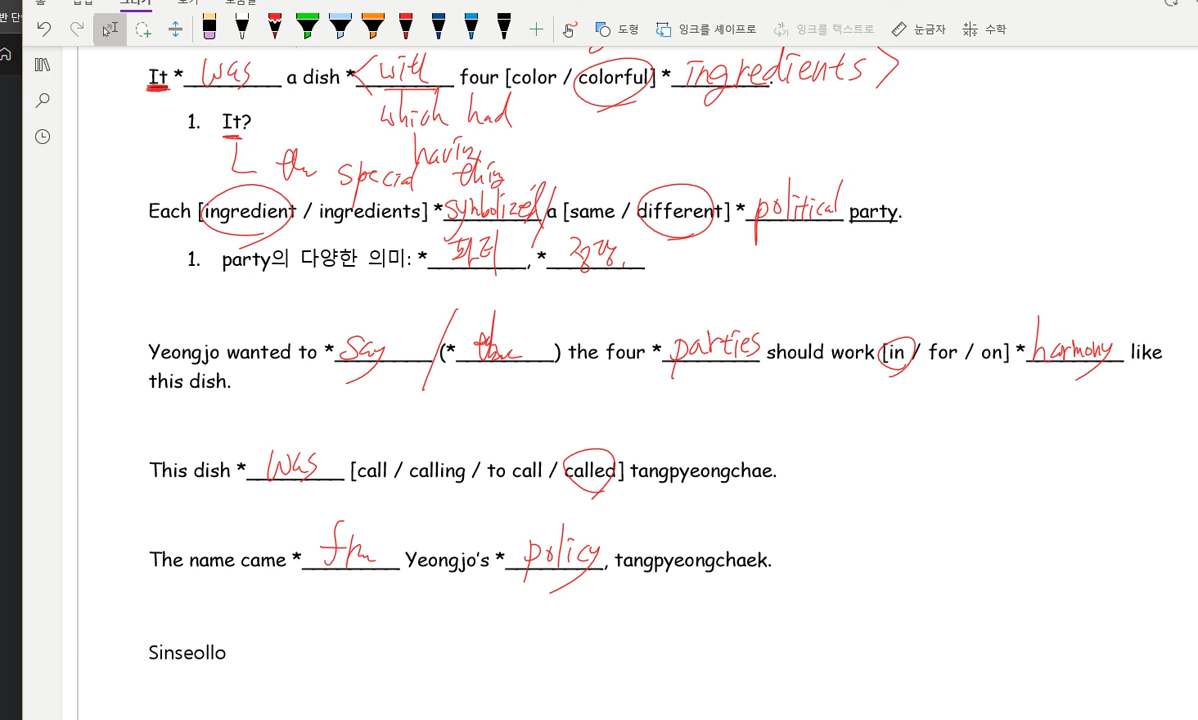 도형 잉크를 셰이프로 잉크를 텍스트로 눈금자 수학
It * was a dish * < with four [color / colorful] * ingredients >
which had
1. It?
having
the special thing
Each [ingredient / ingredients] * symbolized / a [same / different] * political party.
1. party의 다양한 의미: * 파티, * 정당.
Yeongjo wanted to * say / (* that) the four * parties should work [in / for / on] * harmony like
this dish.
This dish * was [call / calling / to call / called] tangpyeongchae.
The name came * from Yeongjo's * policy, tangpyeongchaek.
Sinseollo